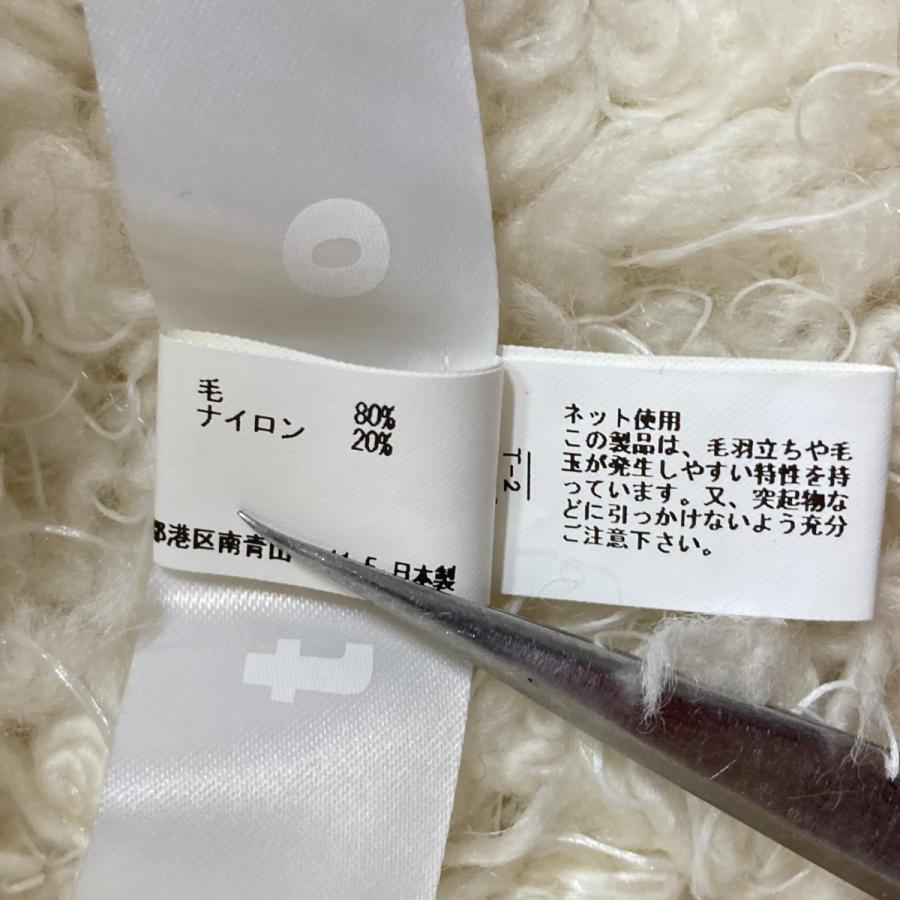 o
毛 80%
ナイロン 20%
港区南青山
日本製
t
T-2
ネット使用
この製品は、毛羽立ちや毛
玉が発生しやすい特性を持
っています。又、突起物な
どに引っかけないよう充分
ご注意下さい。